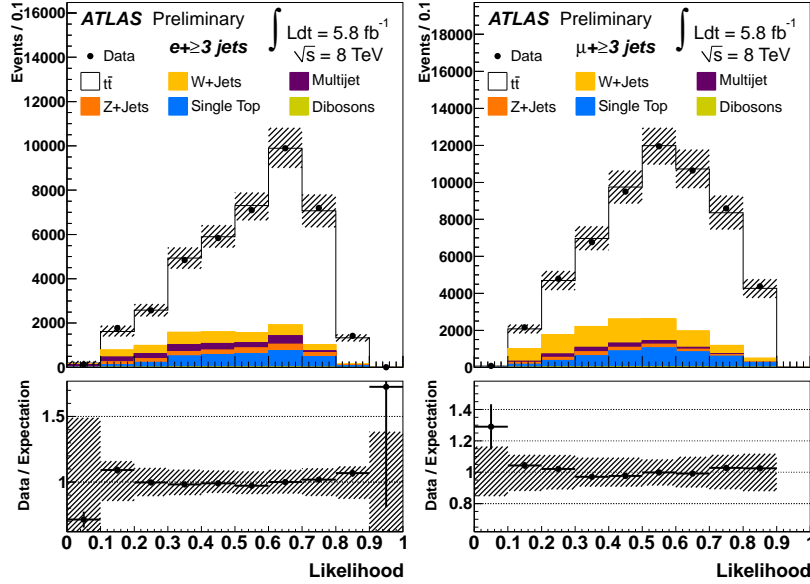 Events / 0.1
16000
14000
12000
10000
8000
6000
4000
2000
0
ATLAS Preliminary
e+≥3 jets
∫ Ldt = 5.8 fb⁻¹
√s = 8 TeV
Data
tt̄
W+Jets
Multijet
Z+Jets
Single Top
Dibosons
Data / Expectation
1.5
1
0 0.1 0.2 0.3 0.4 0.5 0.6 0.7 0.8 0.9 1
Likelihood
Events / 0.1
18000
16000
14000
12000
10000
8000
6000
4000
2000
0
ATLAS Preliminary
μ+≥3 jets
∫ Ldt = 5.8 fb⁻¹
√s = 8 TeV
Data
tt̄
W+Jets
Multijet
Z+Jets
Single Top
Dibosons
Data / Expectation
1.4
1.2
1.0
0.8
0 0.1 0.2 0.3 0.4 0.5 0.6 0.7 0.8 0.9 1
Likelihood